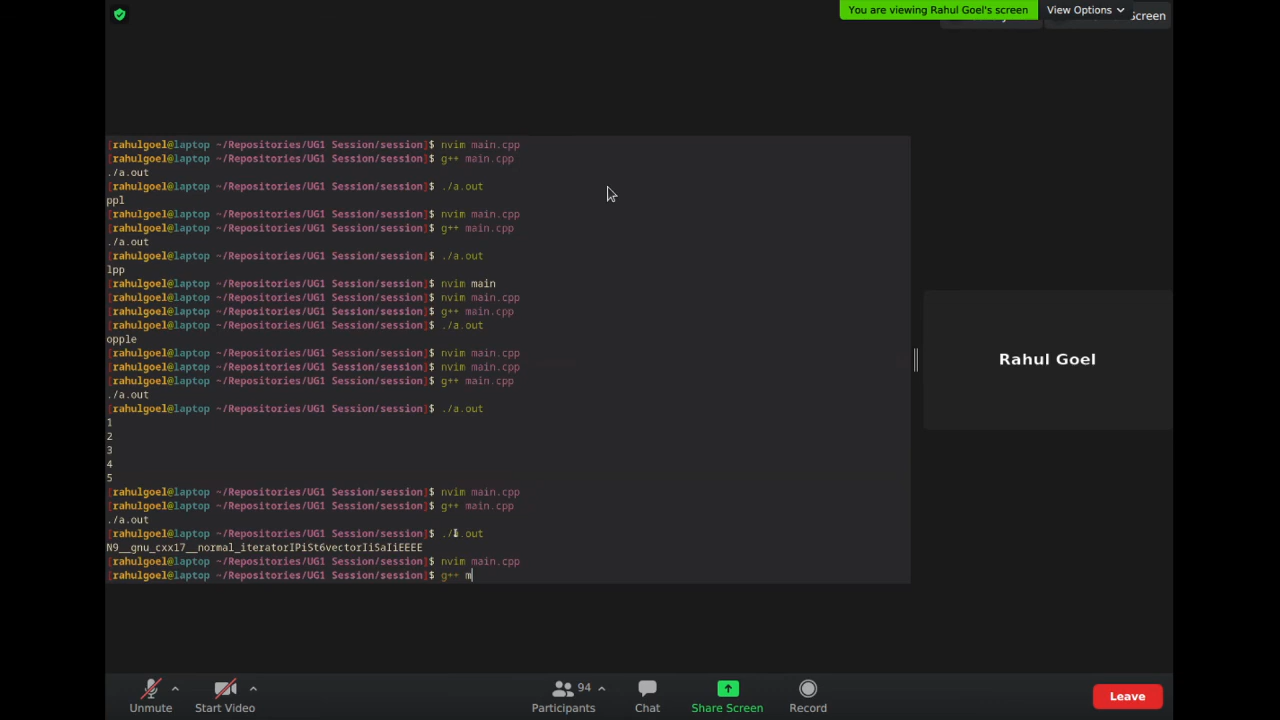 You are viewing Rahul Goel's screen
View Options
Screen
[rahulgoel@laptop ~/Repositories/UG1 Session/session]$ nvim main.cpp
[rahulgoel@laptop ~/Repositories/UG1 Session/session]$ g++ main.cpp
./a.out
[rahulgoel@laptop ~/Repositories/UG1 Session/session]$ ./a.out
ppl
[rahulgoel@laptop ~/Repositories/UG1 Session/session]$ nvim main.cpp
[rahulgoel@laptop ~/Repositories/UG1 Session/session]$ g++ main.cpp
./a.out
[rahulgoel@laptop ~/Repositories/UG1 Session/session]$ ./a.out
lpp
[rahulgoel@laptop ~/Repositories/UG1 Session/session]$ nvim main
[rahulgoel@laptop ~/Repositories/UG1 Session/session]$ nvim main.cpp
[rahulgoel@laptop ~/Repositories/UG1 Session/session]$ g++ main.cpp
[rahulgoel@laptop ~/Repositories/UG1 Session/session]$ ./a.out
opple
[rahulgoel@laptop ~/Repositories/UG1 Session/session]$ nvim main.cpp
[rahulgoel@laptop ~/Repositories/UG1 Session/session]$ nvim main.cpp
[rahulgoel@laptop ~/Repositories/UG1 Session/session]$ g++ main.cpp
./a.out
[rahulgoel@laptop ~/Repositories/UG1 Session/session]$ ./a.out
1
2
3
4
5
[rahulgoel@laptop ~/Repositories/UG1 Session/session]$ nvim main.cpp
[rahulgoel@laptop ~/Repositories/UG1 Session/session]$ g++ main.cpp
./a.out
[rahulgoel@laptop ~/Repositories/UG1 Session/session]$ ./a.out
N9__gnu_cxx17__normal_iteratorIPiSt6vectorIiSaIiEEEE
[rahulgoel@laptop ~/Repositories/UG1 Session/session]$ nvim main.cpp
[rahulgoel@laptop ~/Repositories/UG1 Session/session]$ g++ m
Rahul Goel
Unmute
Start Video
94
Participants
Chat
Share Screen
Record
Leave